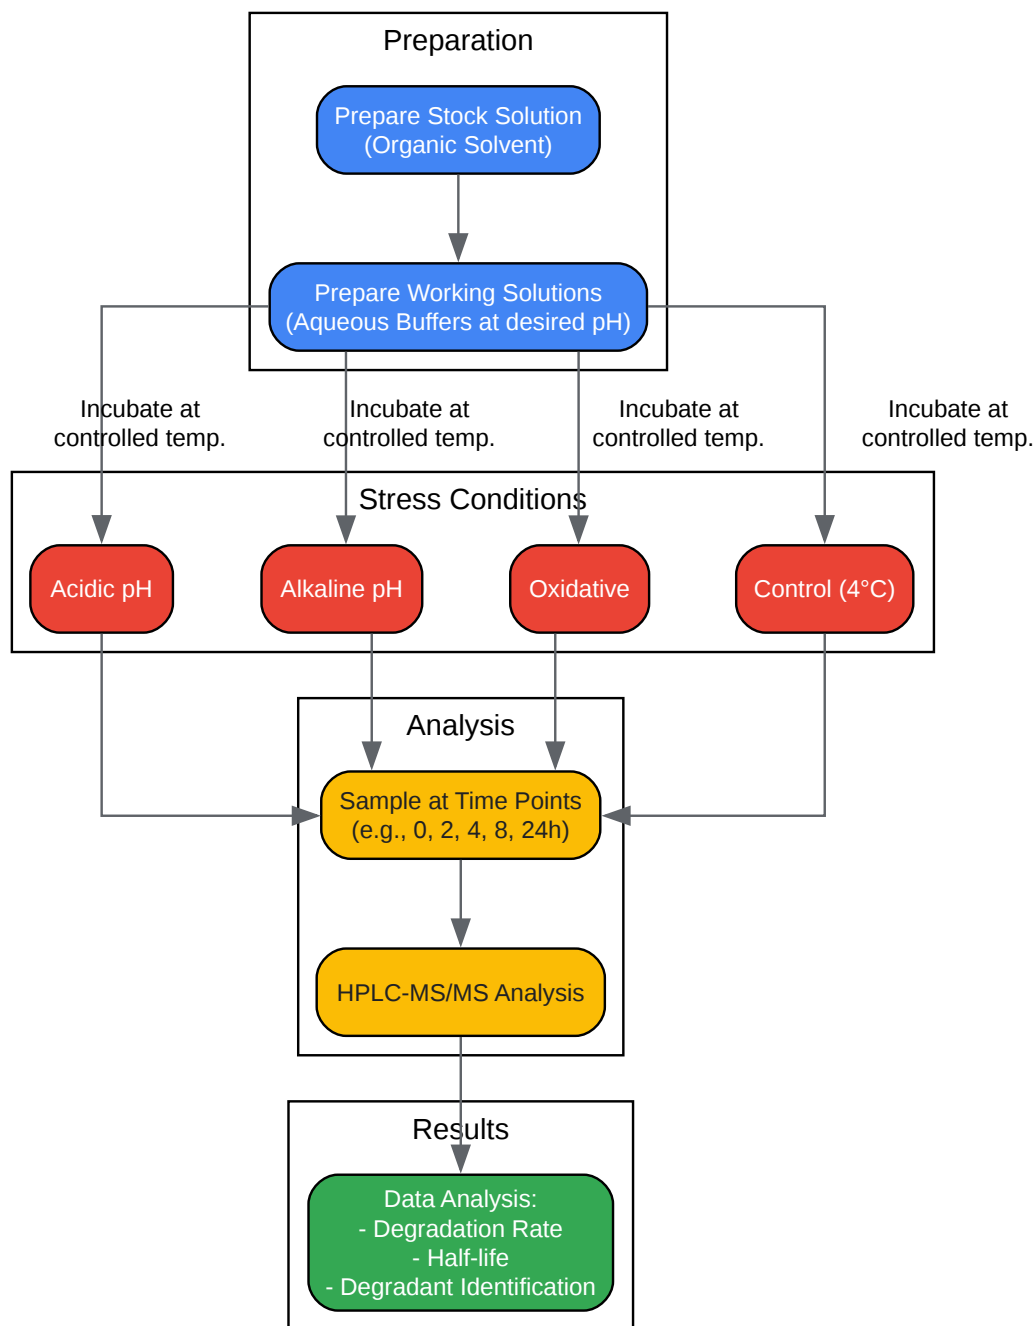 Preparation
Prepare Stock Solution
(Organic Solvent)
Prepare Working Solutions
(Aqueous Buffers at desired pH)
Incubate at
controlled temp.
Incubate at
controlled temp.
Incubate at
controlled temp.
Incubate at
controlled temp.
Stress Conditions
Acidic pH
Alkaline pH
Oxidative
Control (4°C)
Analysis
Sample at Time Points
(e.g., 0, 2, 4, 8, 24h)
HPLC-MS/MS Analysis
Results
Data Analysis:
- Degradation Rate
- Half-life
- Degradant Identification